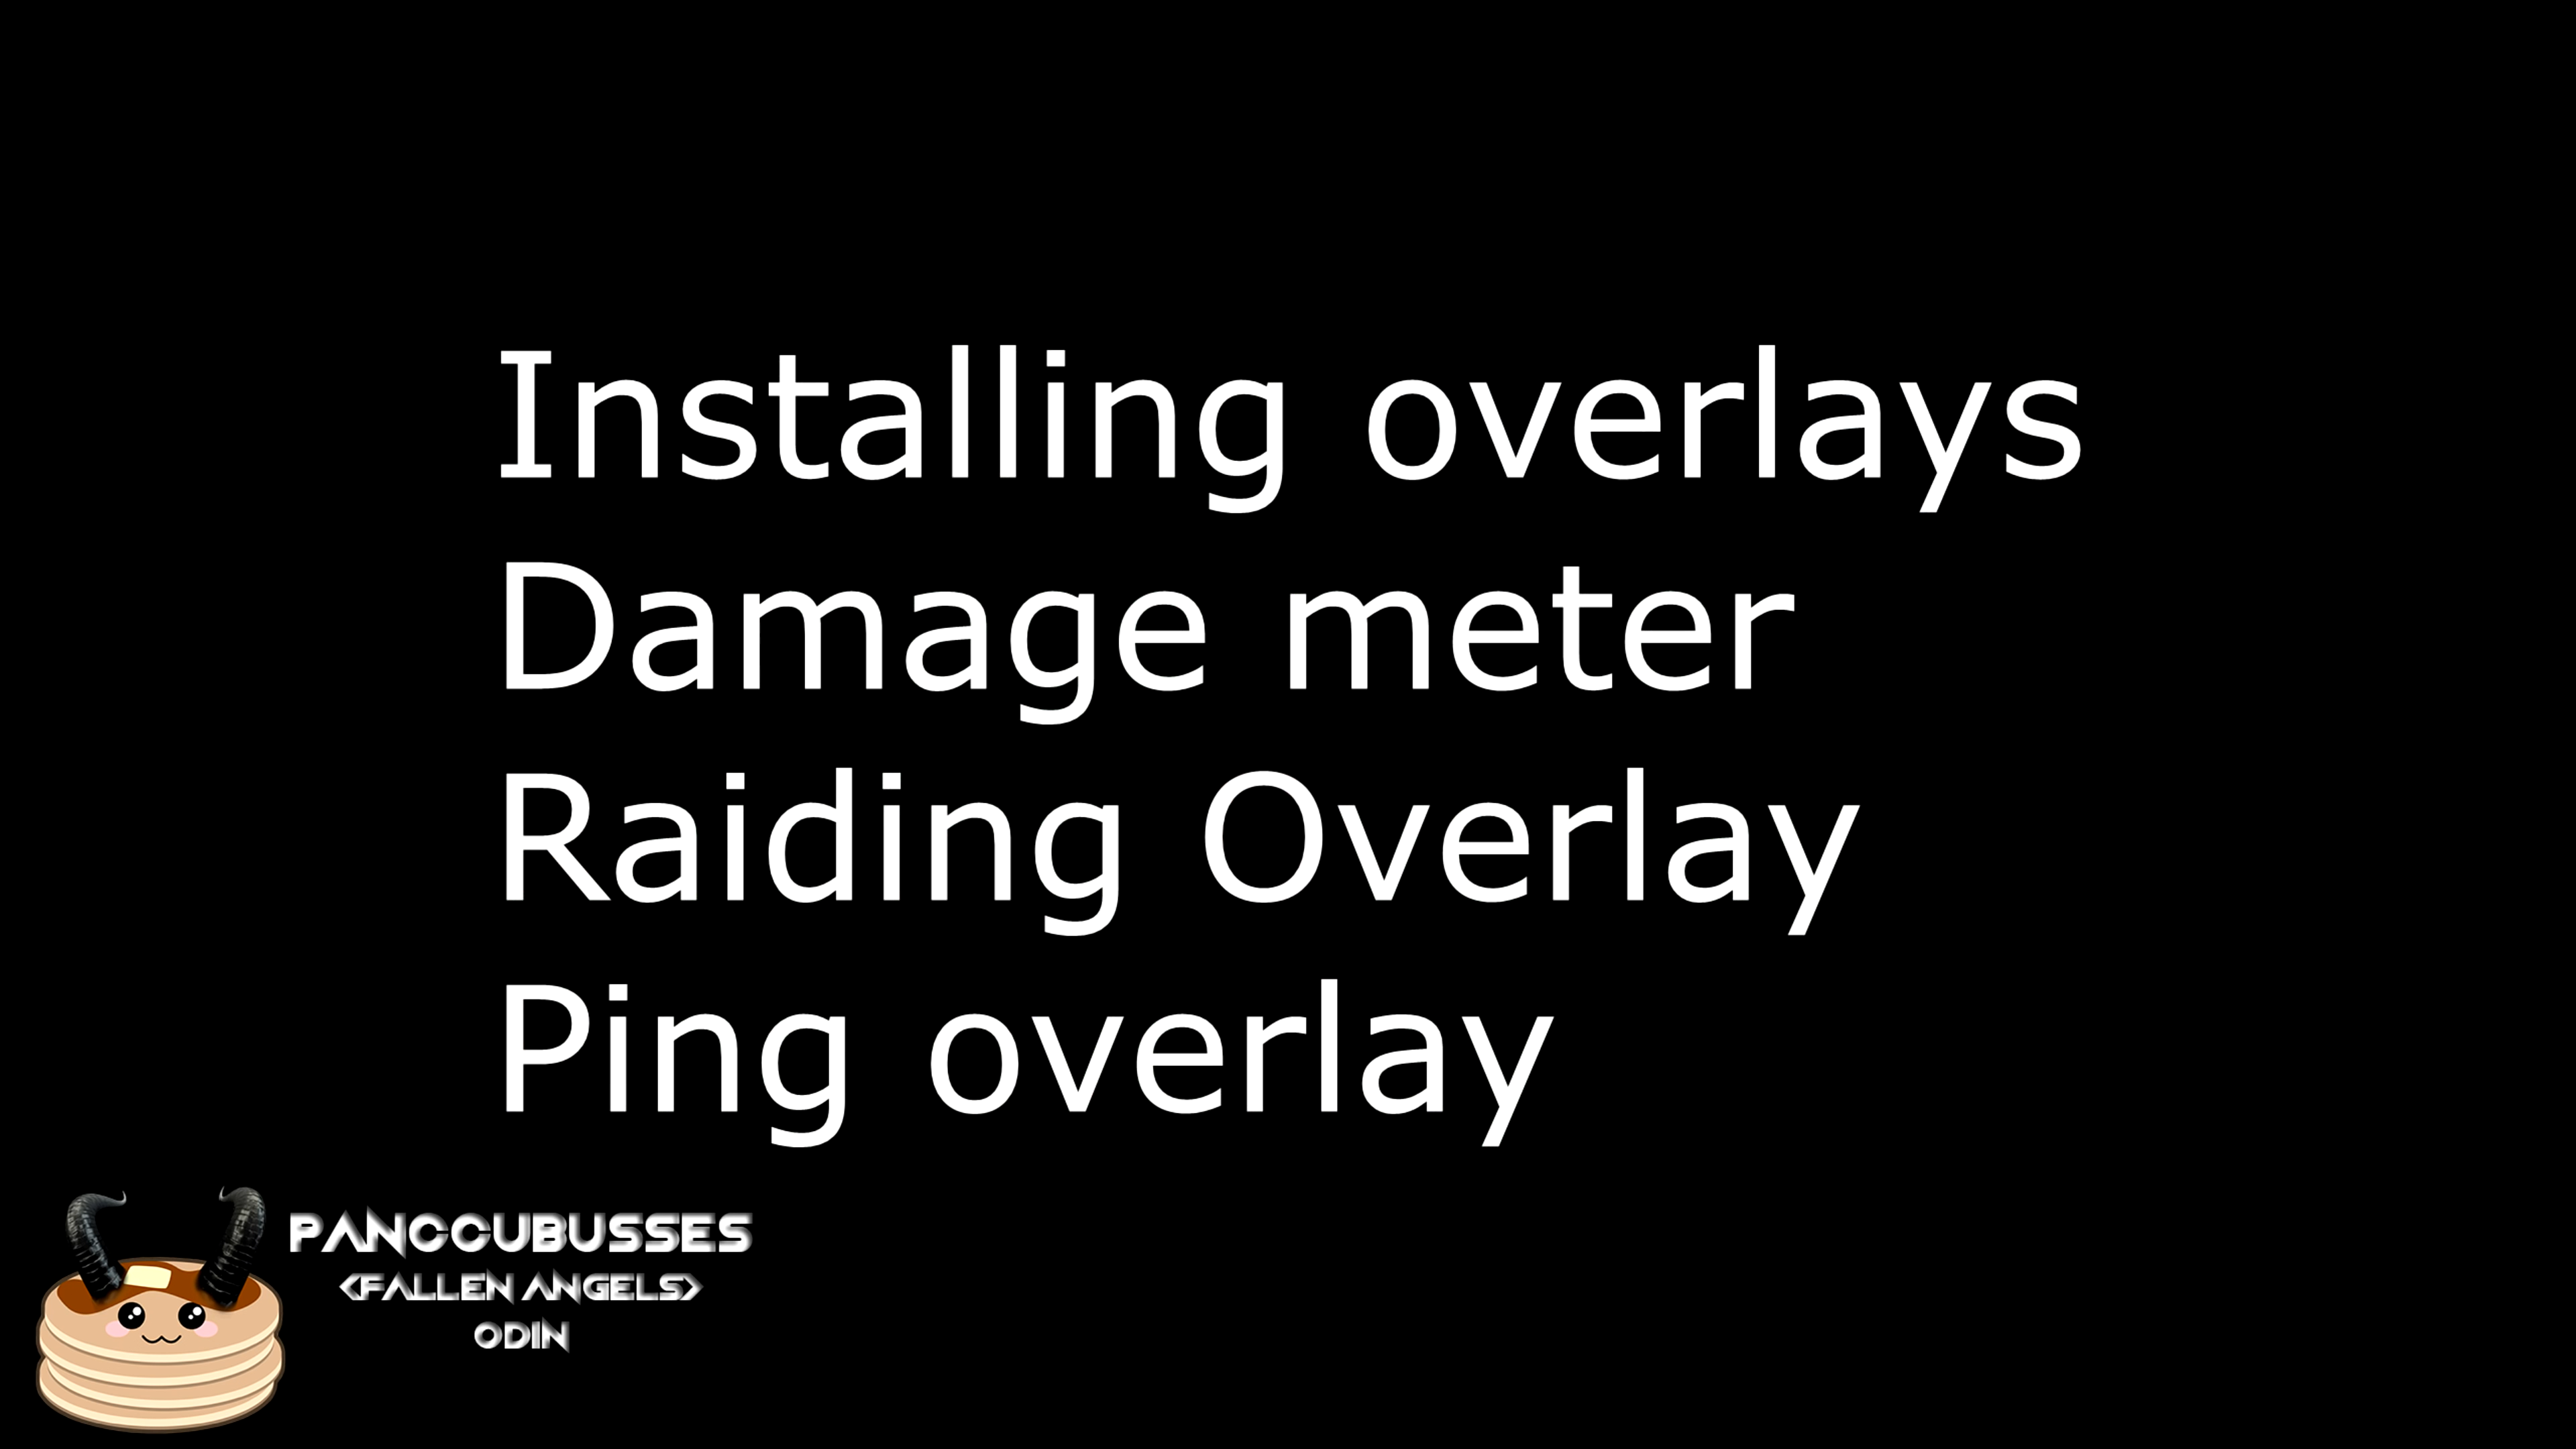 Installing overlays
Damage meter
Raiding Overlay
Ping overlay
PANCCUBUSSES
<FALLEN ANGELS>
ODIN